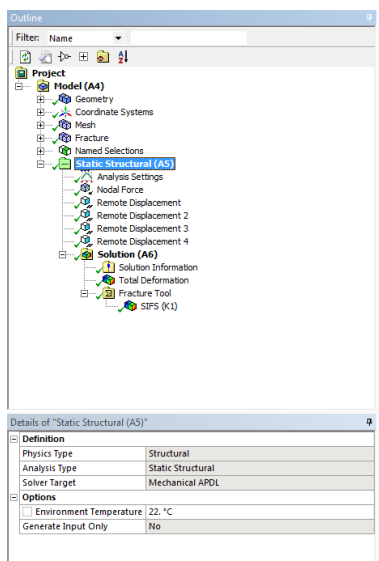 Outline
Filter: Name
Project
Model (A4)
Geometry
Coordinate Systems
Mesh
Fracture
Named Selections
Static Structural (A5)
Analysis Settings
Nodal Force
Remote Displacement
Remote Displacement 2
Remote Displacement 3
Remote Displacement 4
Solution (A6)
Solution Information
Total Deformation
Fracture Tool
SIFS (K1)
Details of "Static Structural (A5)"
Definition
Physics Type Structural
Analysis Type Static Structural
Solver Target Mechanical APDL
Options
Environment Temperature 22. °C
Generate Input Only No